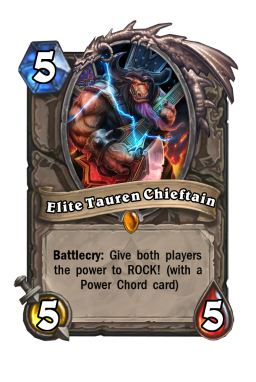 5
Elite Tauren Chieftain
Battlecry: Give both players
the power to ROCK! (with a
Power Chord card)
5
5